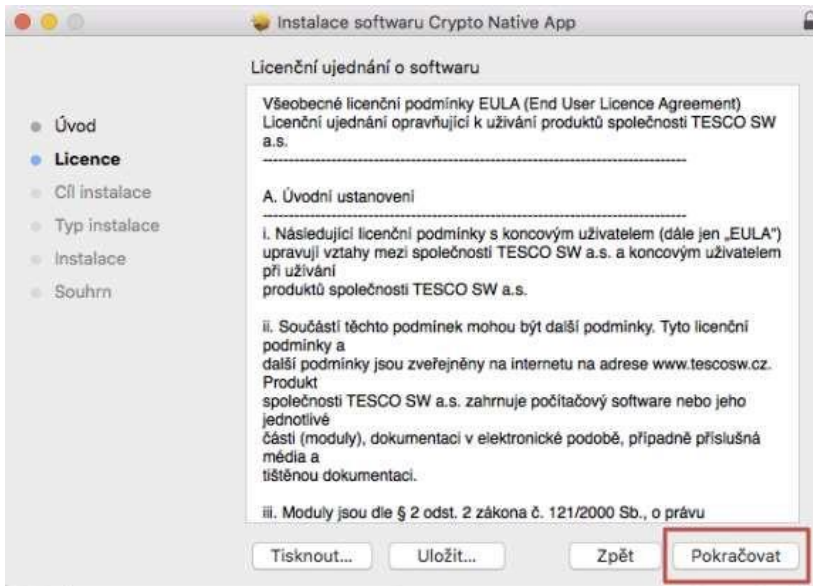 Instalace softwaru Crypto Native App
Licenční ujednání o softwaru
Úvod
Licence
Cíl instalace
Typ instalace
Instalace
Souhrn
Všeobecné licenční podmínky EULA (End User Licence Agreement)
Licenční ujednání opravňující k užívání produktů společnosti TESCO SW
a.s.
--------------------------------------------------------------------------------
A. Úvodní ustanovení
--------------------------------------------------------------------------------
i. Následující licenční podmínky s koncovým uživatelem (dále jen „EULA")
upravují vztahy mezi společností TESCO SW a.s. a koncovým uživatelem
při užívání
produktů společnosti TESCO SW a.s.
ii. Součástí těchto podmínek mohou být další podmínky. Tyto licenční
podmínky a
další podmínky jsou zveřejněny na internetu na adrese www.tescosw.cz.
Produkt
společnosti TESCO SW a.s. zahrnuje počítačový software nebo jeho
jednotlivé
části (moduly), dokumentaci v elektronické podobě, případně příslušná
média a
tištěnou dokumentaci.
iii. Moduly jsou dle § 2 odst. 2 zákona č. 121/2000 Sb., o právu
Tisknout... Uložit... Zpět Pokračovat